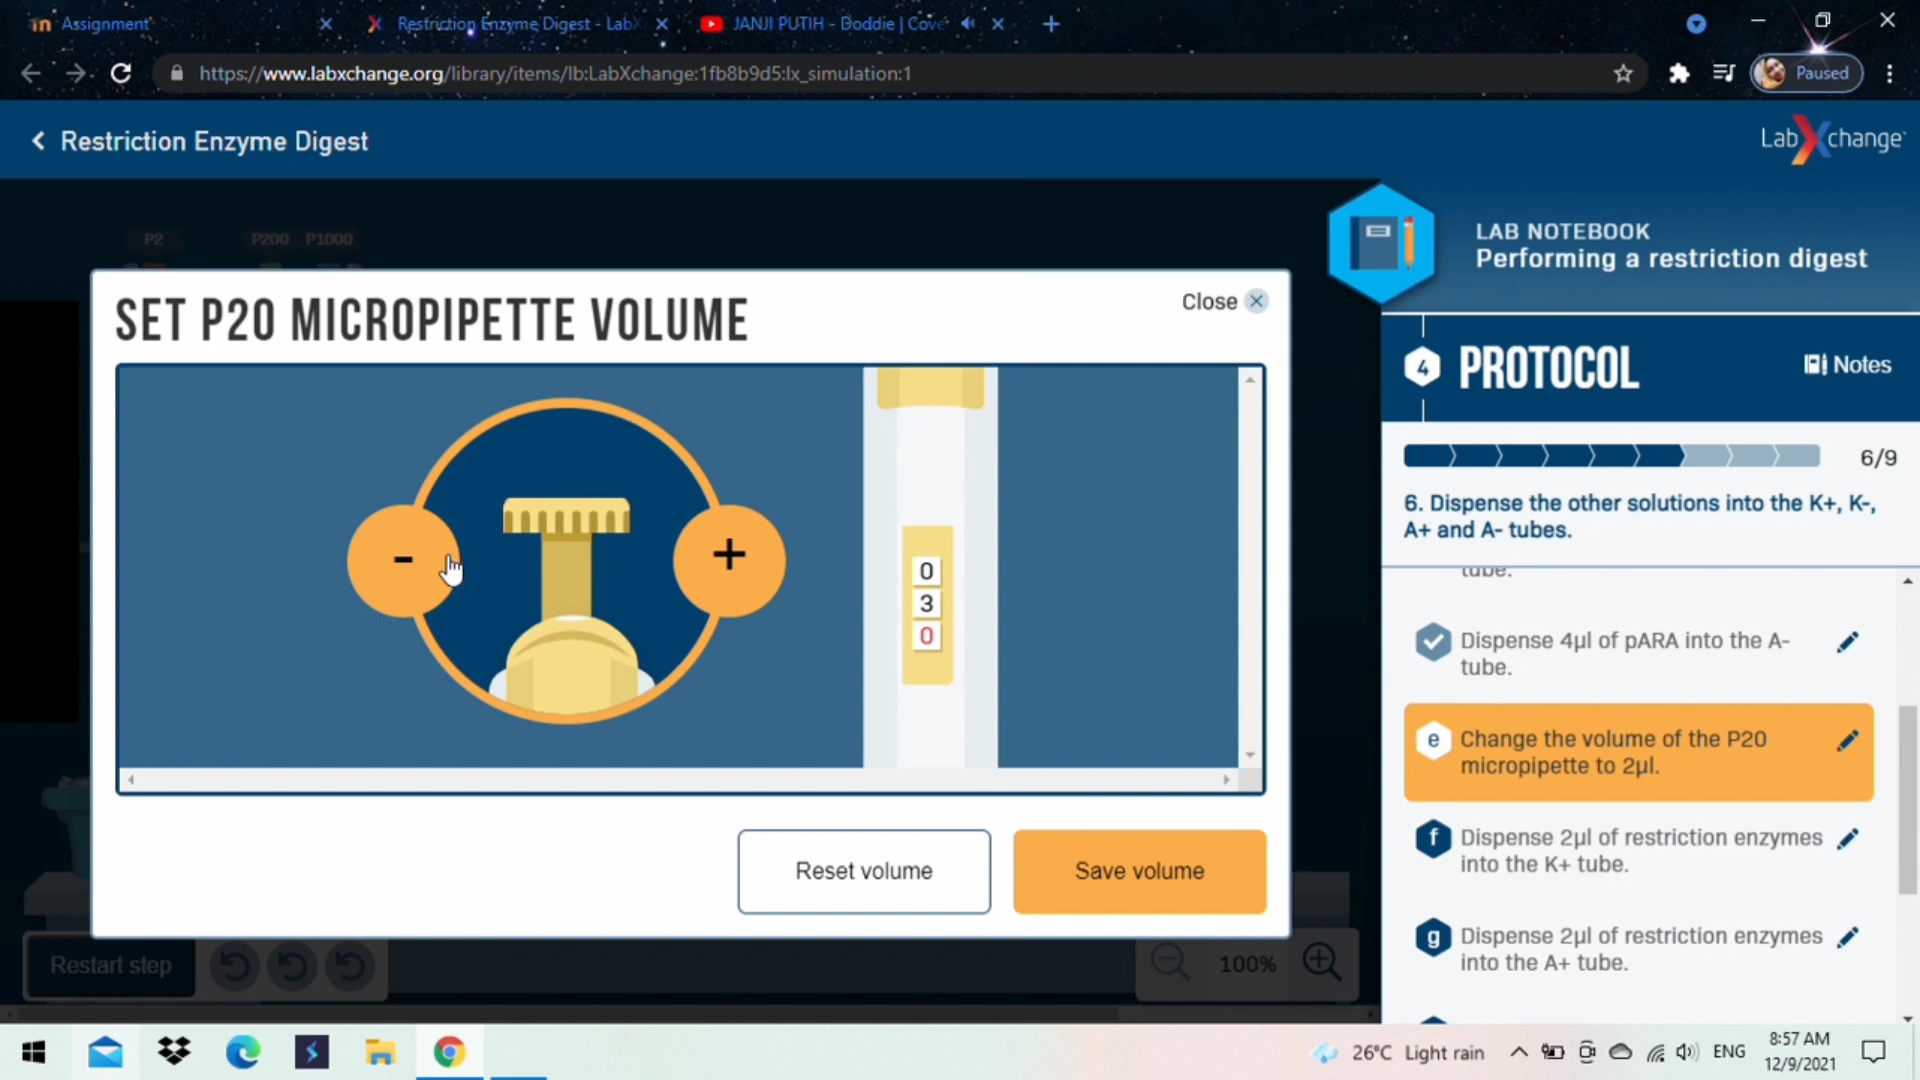 Assignment
Restriction Enzyme Digest - Lab
JANJI PUTIH - Doddie | Cove
https://www.labxchange.org/library/items/lb:LabXchange:1fb8b9d5:lx_simulation:1
Paused
Restriction Enzyme Digest
LabXchange
P2
P200
P1000
SET P20 MICROPIPETTE VOLUME
Close
-
+
0
3
0
Reset volume
Save volume
Restart step
100%
LAB NOTEBOOK
Performing a restriction digest
4
PROTOCOL
Notes
6/9
6. Dispense the other solutions into the K+, K-,
A+ and A- tubes.
tube.
Dispense 4µl of pARA into the A-
tube.
e
Change the volume of the P20
micropipette to 2µl.
f
Dispense 2µl of restriction enzymes
into the K+ tube.
g
Dispense 2µl of restriction enzymes
into the A+ tube.
26°C Light rain
ENG
8:57 AM
12/9/2021